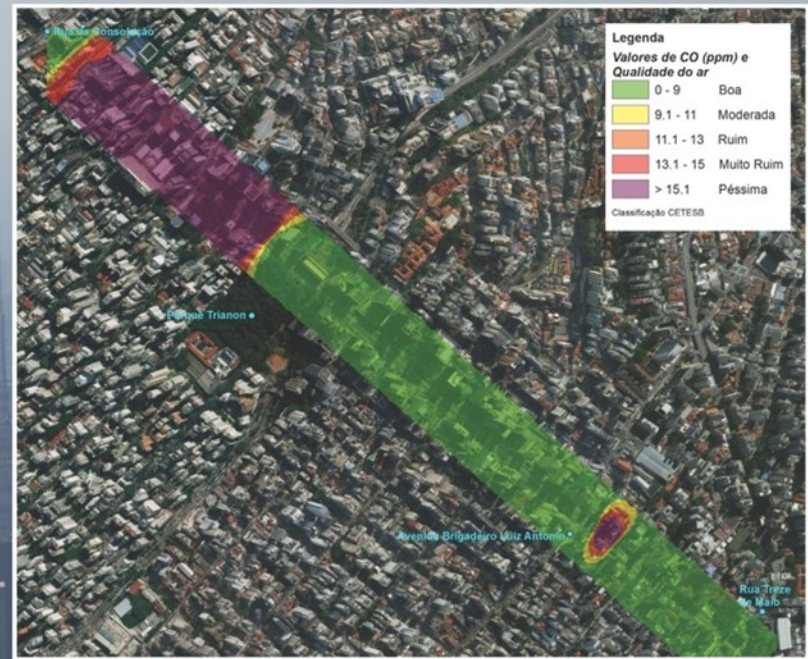 Rua da Consolação
Legenda
Valores de CO (ppm) e
Qualidade do ar
0 - 9 Boa
9.1 - 11 Moderada
11.1 - 13 Ruim
13.1 - 15 Muito Ruim
> 15.1 Péssima
Classificação CETESB
Parque Trianon
Avenida Brigadeiro Luiz Antonio
Rua Treze
de Maio